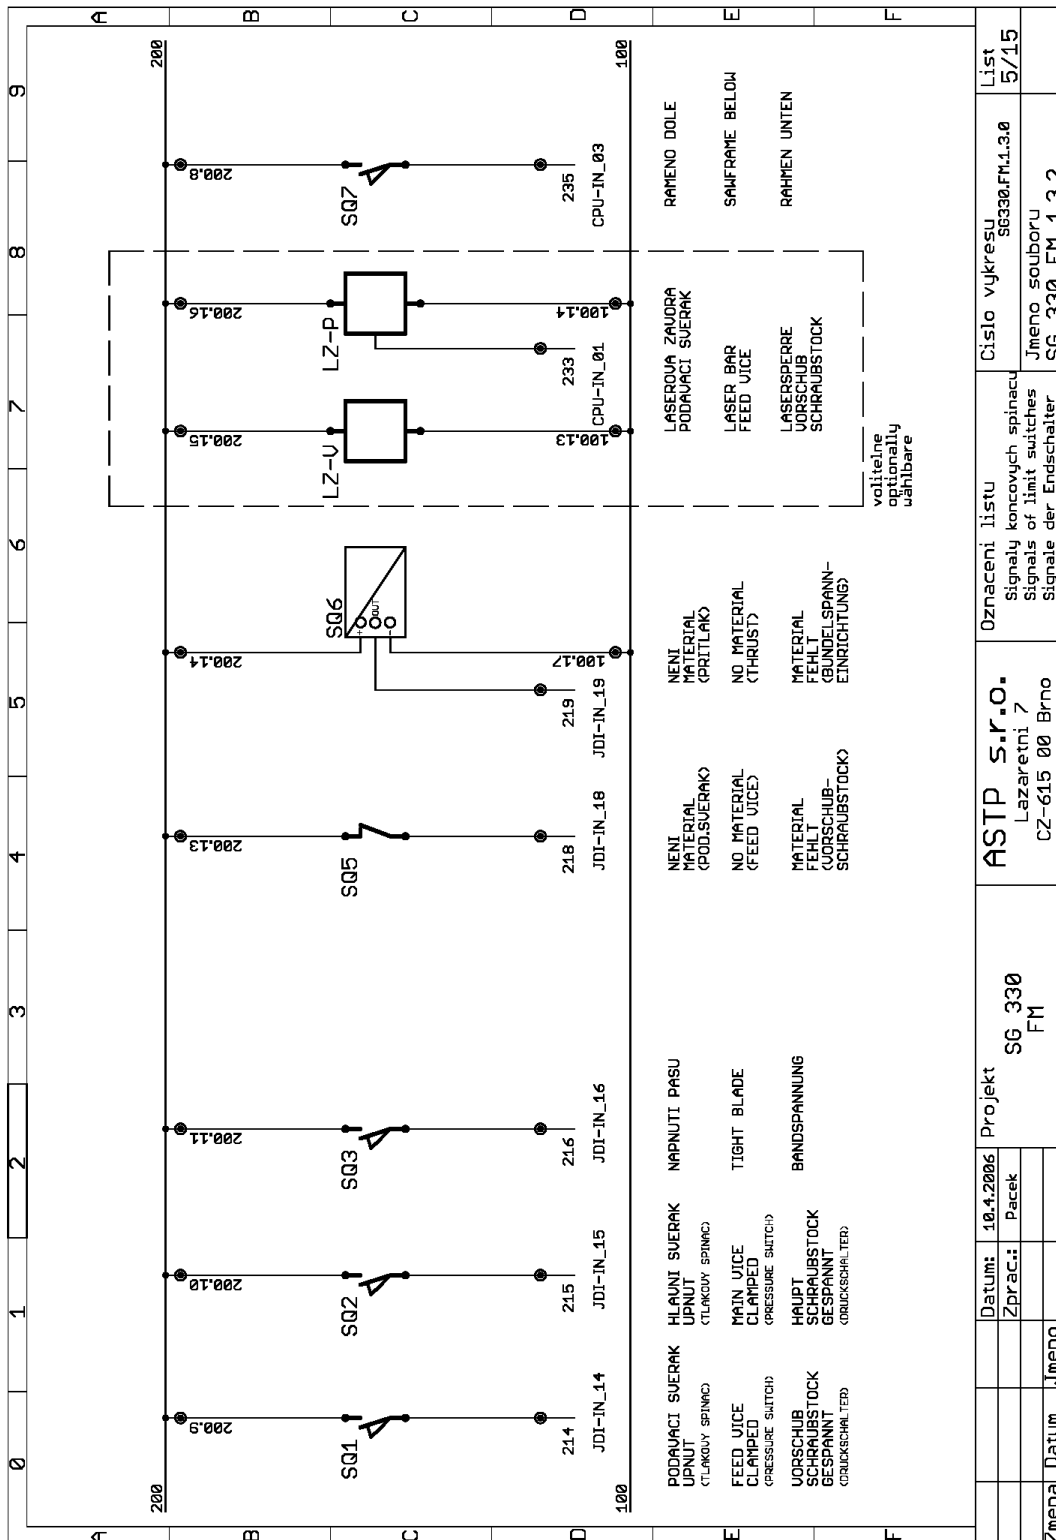 0 1 2 3 4 5 6 7 8 9
A
B
C
D
E
F
A
B
C
D
E
F
200
200
100
100
200.9
SQ1
214
JDI-IN_14
PODAVACI SVERAK
UPNUT
(TLAKOVY SPINAC)
FEED VICE
CLAMPED
(PRESSURE SWITCH)
VORSCHUB
SCHRAUBSTOCK
GESPANNT
(DRUCKSCHALTER)
200.10
SQ2
215
JDI-IN_15
HLAVNI SVERAK
UPNUT
(TLAKOVY SPINAC)
MAIN VICE
CLAMPED
(PRESSURE SWITCH)
HAUPT
SCHRAUBSTOCK
GESPANNT
(DRUCKSCHALTER)
200.11
SQ3
216
JDI-IN_16
NAPNUTI PASU
TIGHT BLADE
BANDSPANNUNG
200.13
SQ5
218
JDI-IN_18
NENI
MATERIAL
(POD.SVERAK)
NO MATERIAL
(FEED VICE)
MATERIAL
FEHLT
(VORSCHUB-
SCHRAUBSTOCK)
200.14
SQ6
+
OUT
-
100.17
219
JDI-IN_19
NENI
MATERIAL
(PRITLAK)
NO MATERIAL
(THRUST)
MATERIAL
FEHLT
(BUNDELSPANN-
EINRICHTUNG)
200.15
LZ-V
100.13
200.16
LZ-P
100.14
233
CPU-IN_01
LASEROVA ZAVORA
PODAVACI SVERAK
LASER BAR
FEED VICE
LASERSPERRE
VORSCHUB
SCHRAUBSTOCK
volitelne
optionally
wählbare
200.8
SQ7
235
CPU-IN_03
RAMENO DOLE
SAWFRAME BELOW
RAHMEN UNTEN
Zmena Datum Jmeno
Datum: 10.4.2006
Zprac.: Pacek
Projekt
SG 330
FM
ASTP s.r.o.
Lazaretni 7
CZ-615 00 Brno
Oznaceni listu
Signaly koncovych spinacu
Signals of limit switches
Signale der Endschalter
Cislo vykresu
SG330.FM.1.3.0
Jmeno souboru
SG 330 FM 1 3 2
List
5/15